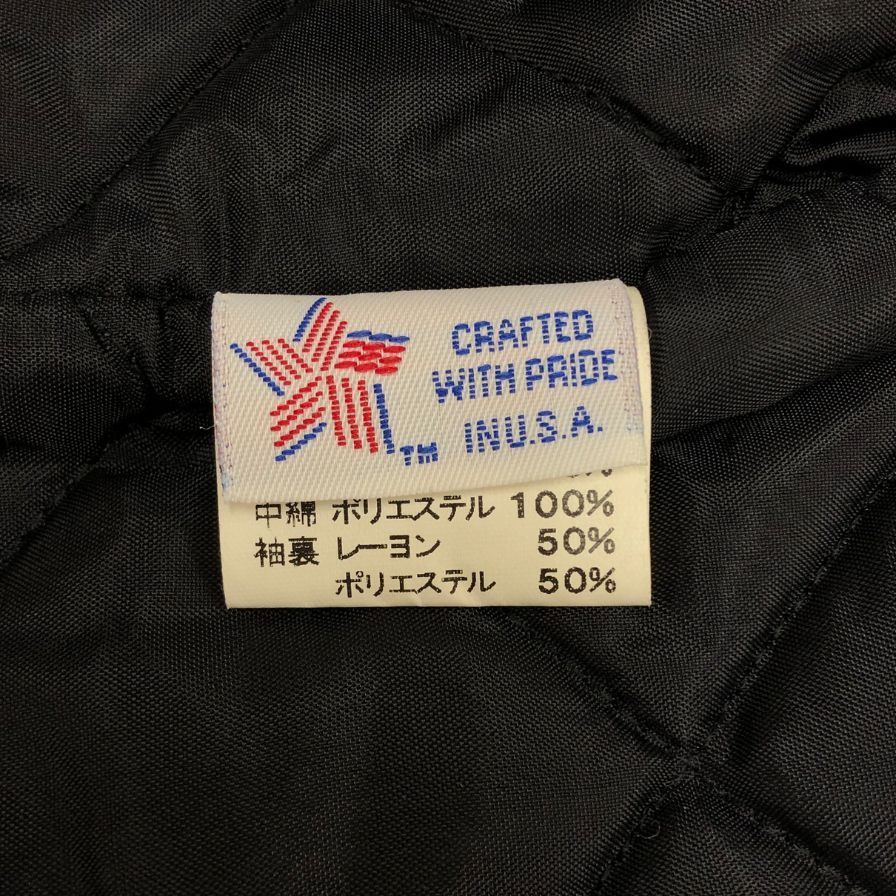 CRAFTED
WITH PRIDE
IN U.S.A.
TM
中綿 ポリエステル 100%
袖裏 レーヨン 50%
ポリエステル 50%